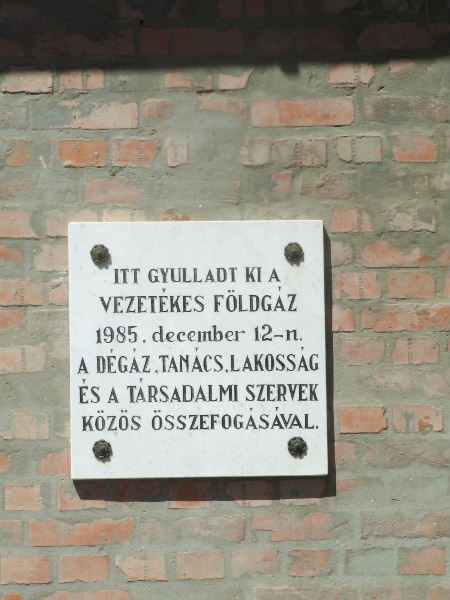 ITT GYULLADT KI A
VEZETÉKES FÖLDGÁZ
1985. december 12-n.
A DÉGÁZ, TANÁCS, LAKOSSÁG
ÉS A TÁRSADALMI SZERVEK
KÖZÖS ÖSSZEFOGÁSÁVAL.